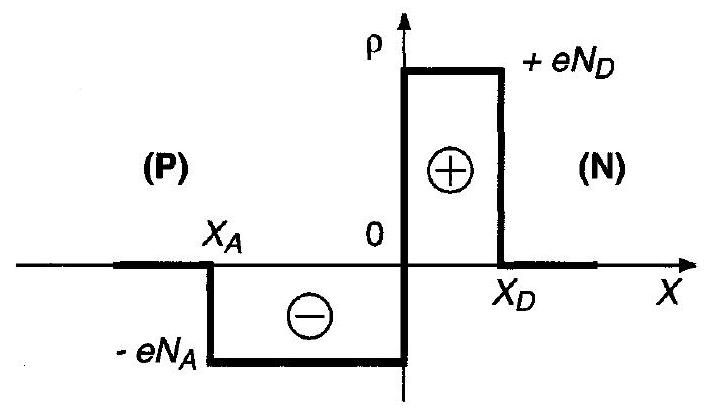 ρ
+ eN_D
(P)
(N)
X_A
0
+
X_D
X
−
- eN_A